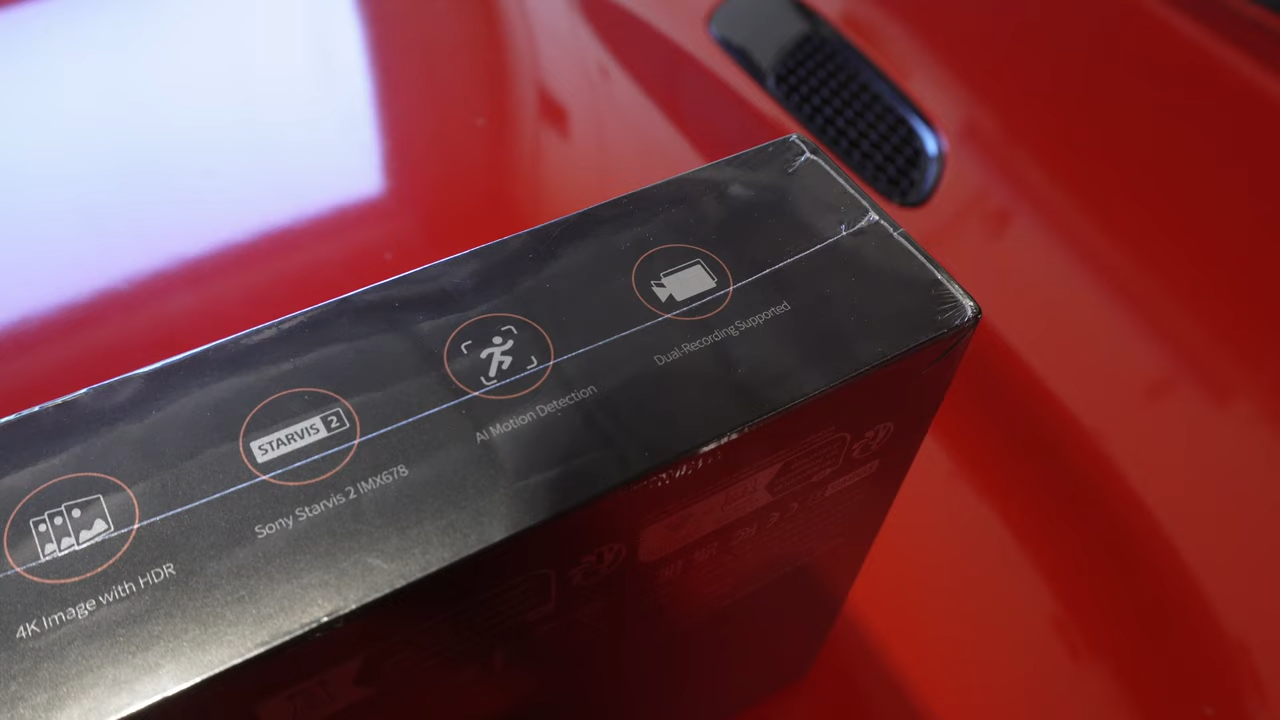 4K Image with HDR
STARVIS 2
Sony Starvis 2 IMX678
AI Motion Detection
Dual-Recording Supported